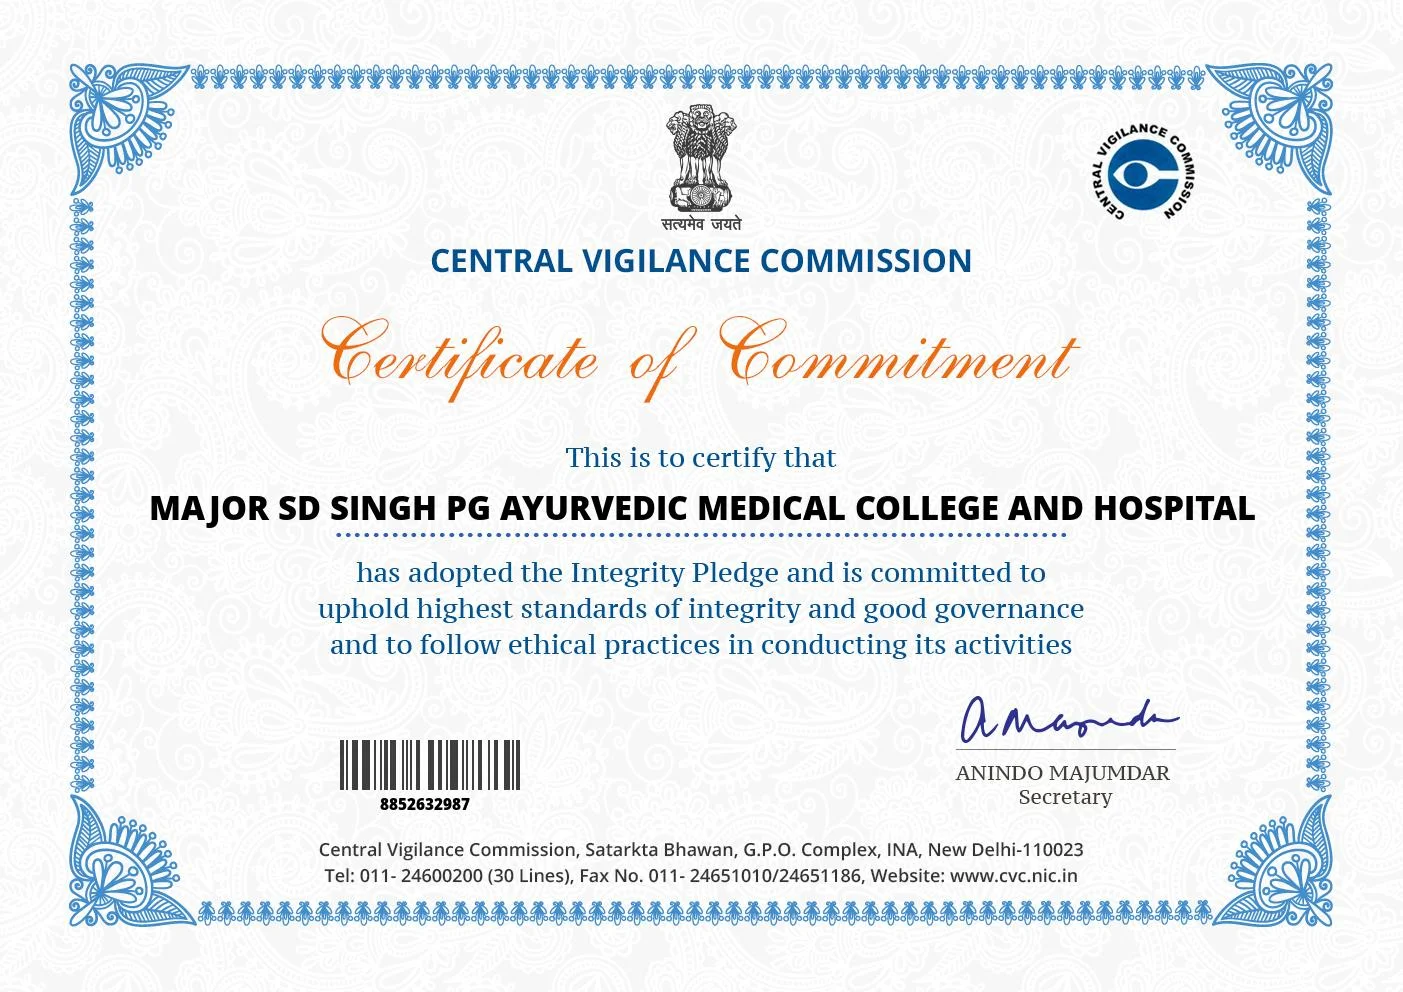 सत्यमेव जयते
CENTRAL VIGILANCE COMMISSION
CENTRAL VIGILANCE COMMISSION
Certificate of Commitment
This is to certify that
MAJOR SD SINGH PG AYURVEDIC MEDICAL COLLEGE AND HOSPITAL
has adopted the Integrity Pledge and is committed to
uphold highest standards of integrity and good governance
and to follow ethical practices in conducting its activities
A Majumdar
ANINDO MAJUMDAR
Secretary
8852632987
Central Vigilance Commission, Satarkta Bhawan, G.P.O. Complex, INA, New Delhi-110023
Tel: 011- 24600200 (30 Lines), Fax No. 011- 24651010/24651186, Website: www.cvc.nic.in